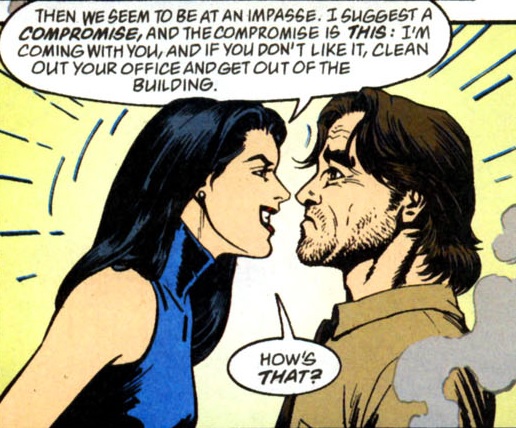 THEN WE SEEM TO BE AT AN IMPASSE. I SUGGEST A
COMPROMISE, AND THE COMPROMISE IS THIS: I'M
COMING WITH YOU, AND IF YOU DON'T LIKE IT, CLEAN
OUT YOUR OFFICE AND GET OUT OF THE
BUILDING.
HOW'S
THAT?